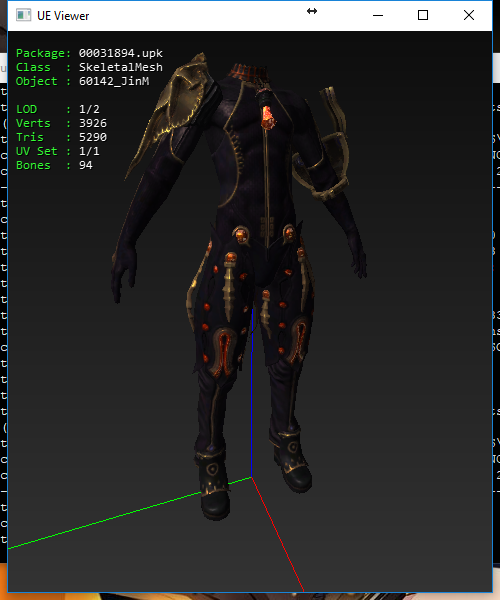 UE Viewer
Package: 00031894.upk
Class : SkeletalMesh
Object : 60142_JinM
LOD : 1/2
Verts : 3926
Tris : 5290
UV Set : 1/1
Bones : 94